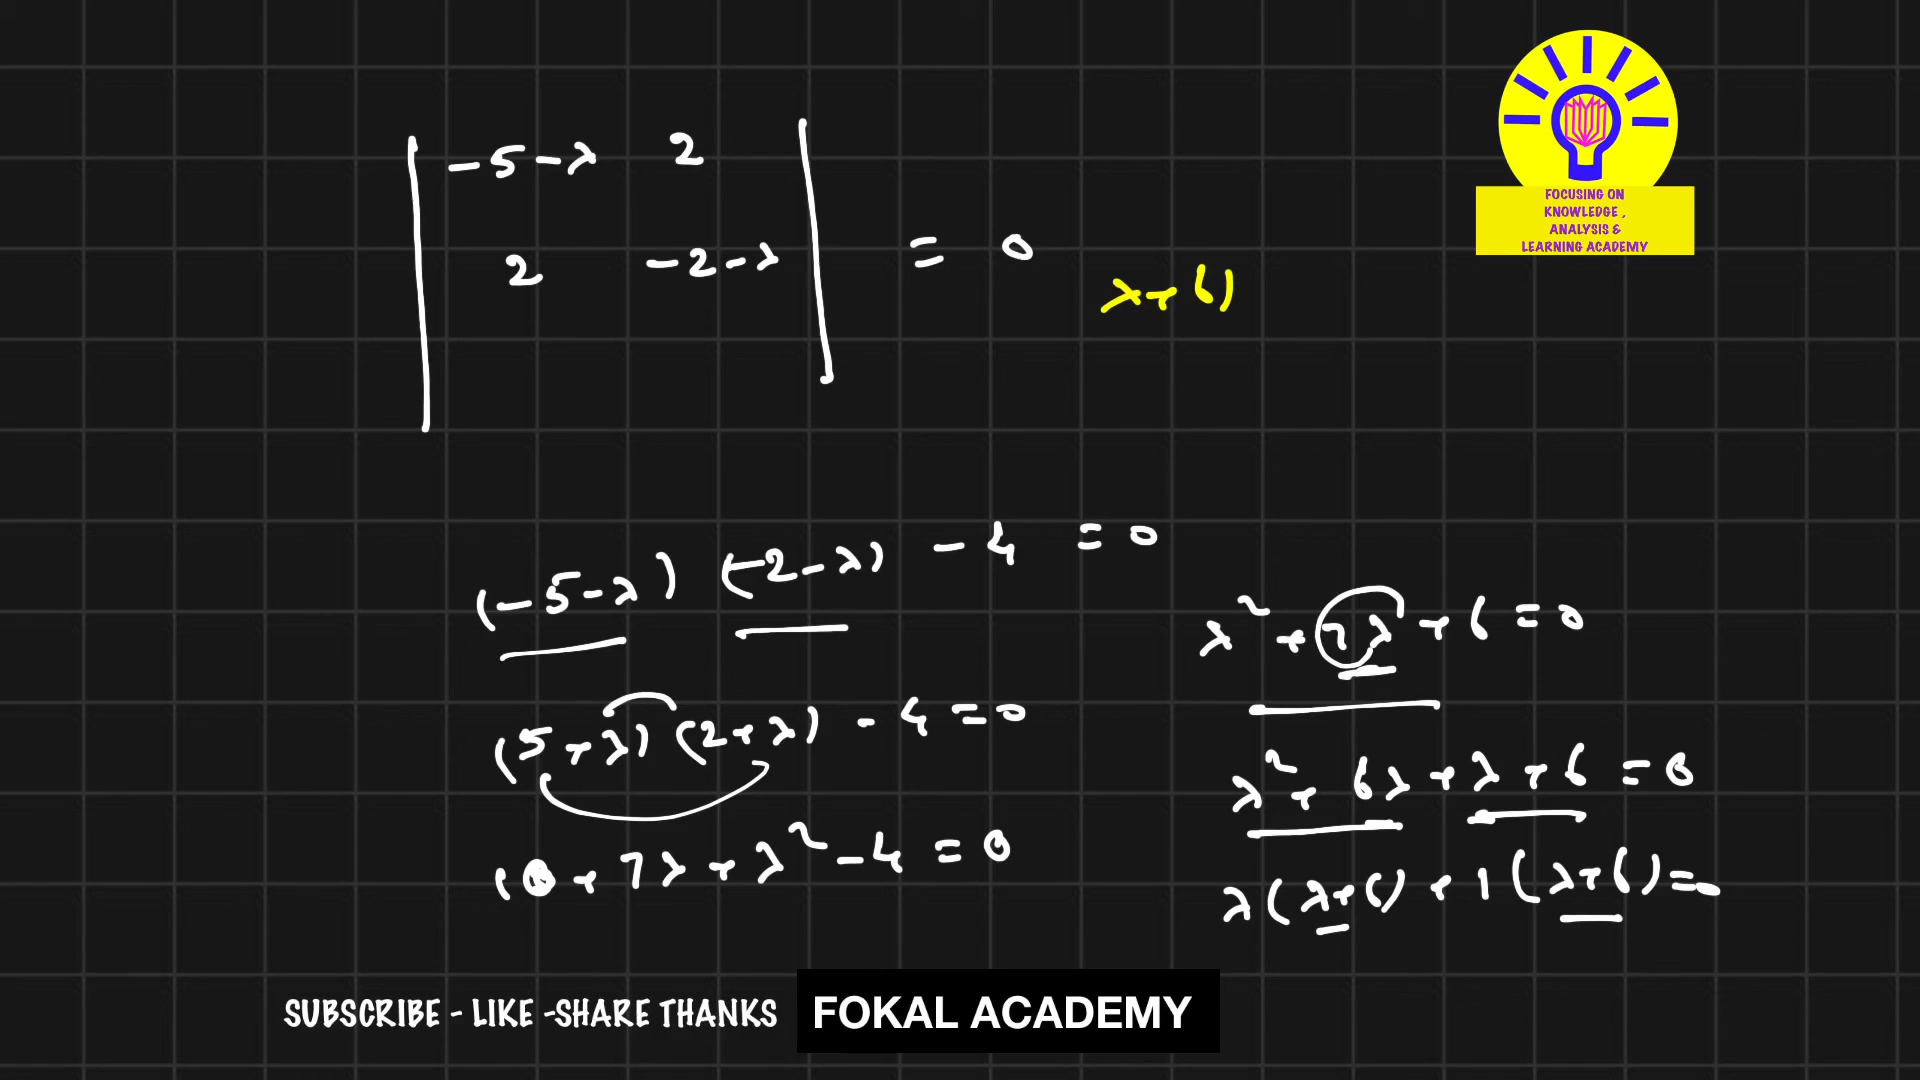 -5-λ 2
2 -2-λ = 0
λ+6)
(-5-λ) (-2-λ) - 4 = 0
(5+λ)(2+λ) - 4 = 0
10 + 7λ + λ² - 4 = 0
λ² + 7λ + 6 = 0
λ² + 6λ + λ + 6 = 0
λ(λ+6) + 1(λ+6) = 0
FOCUSING ON
KNOWLEDGE ,
ANALYSIS &
LEARNING ACADEMY
SUBSCRIBE - LIKE -SHARE THANKS
FOKAL ACADEMY